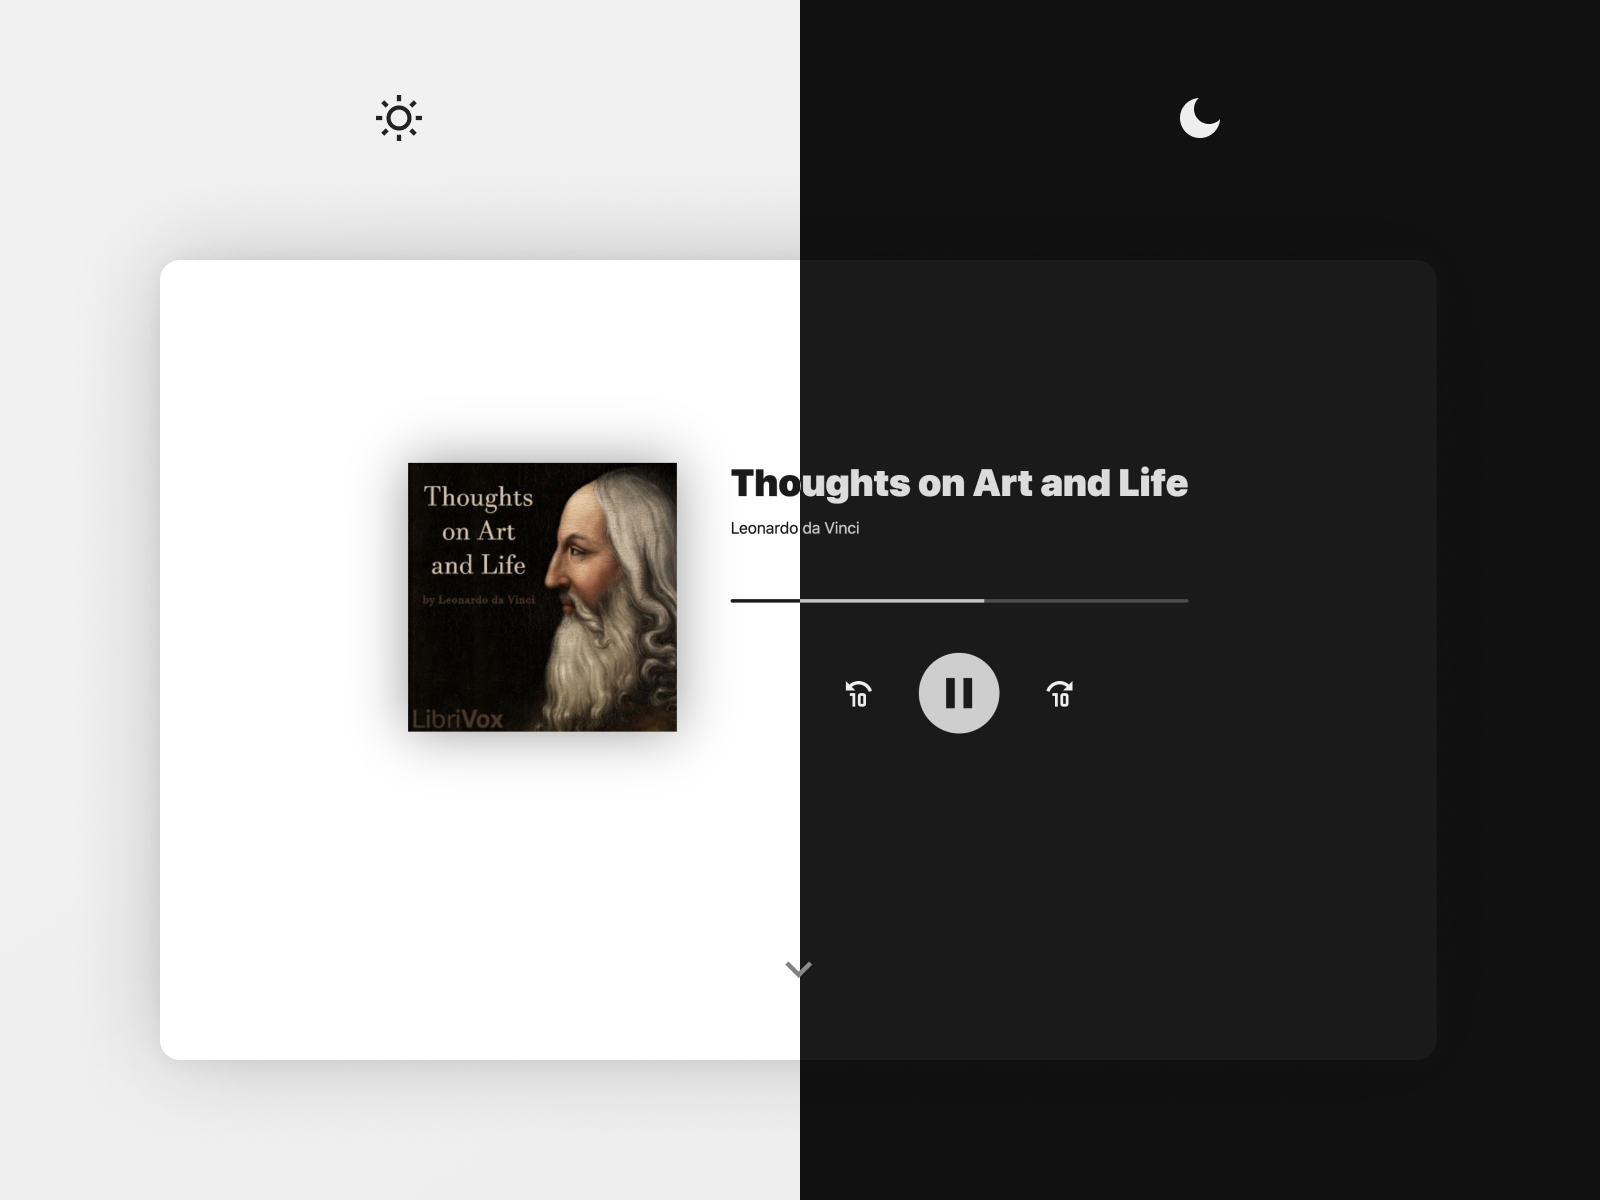 Thoughts
on Art
and Life
by Leonardo da Vinci
LibriVox
Thoughts on Art and Life
Leonardo da Vinci
10
10